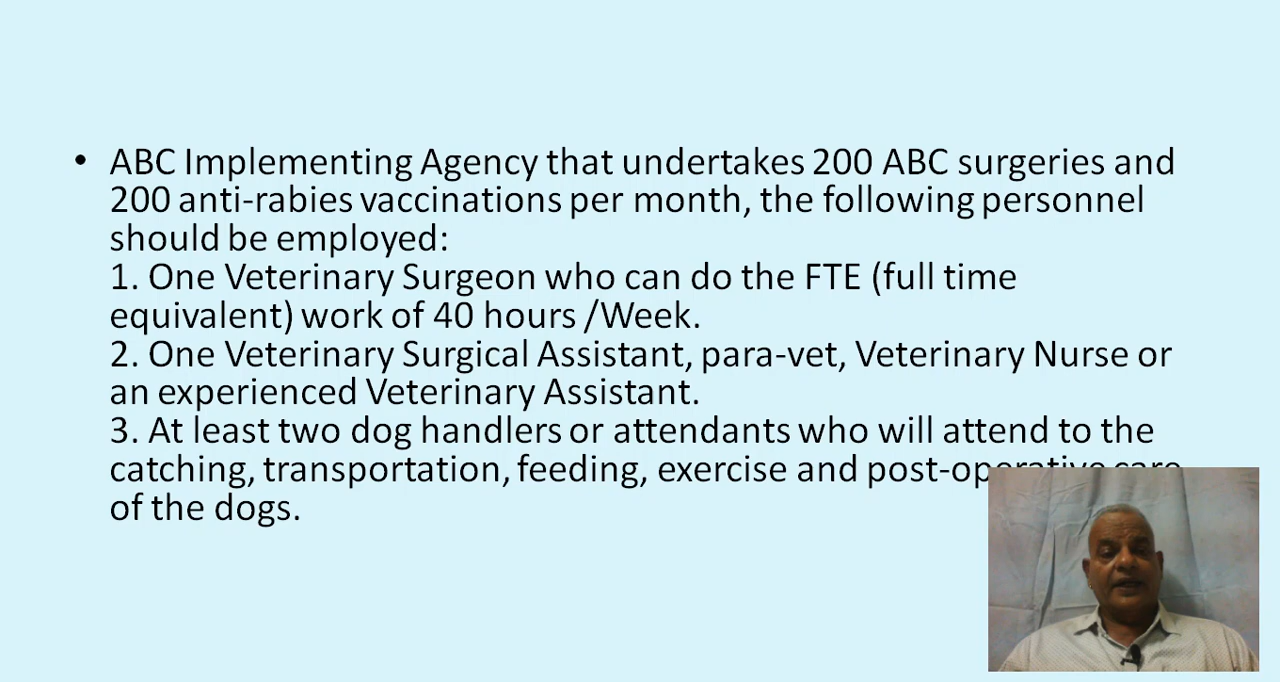 • ABC Implementing Agency that undertakes 200 ABC surgeries and
200 anti-rabies vaccinations per month, the following personnel
should be employed:
1. One Veterinary Surgeon who can do the FTE (full time
equivalent) work of 40 hours /Week.
2. One Veterinary Surgical Assistant, para-vet, Veterinary Nurse or
an experienced Veterinary Assistant.
3. At least two dog handlers or attendants who will attend to the
catching, transportation, feeding, exercise and post-operative care
of the dogs.